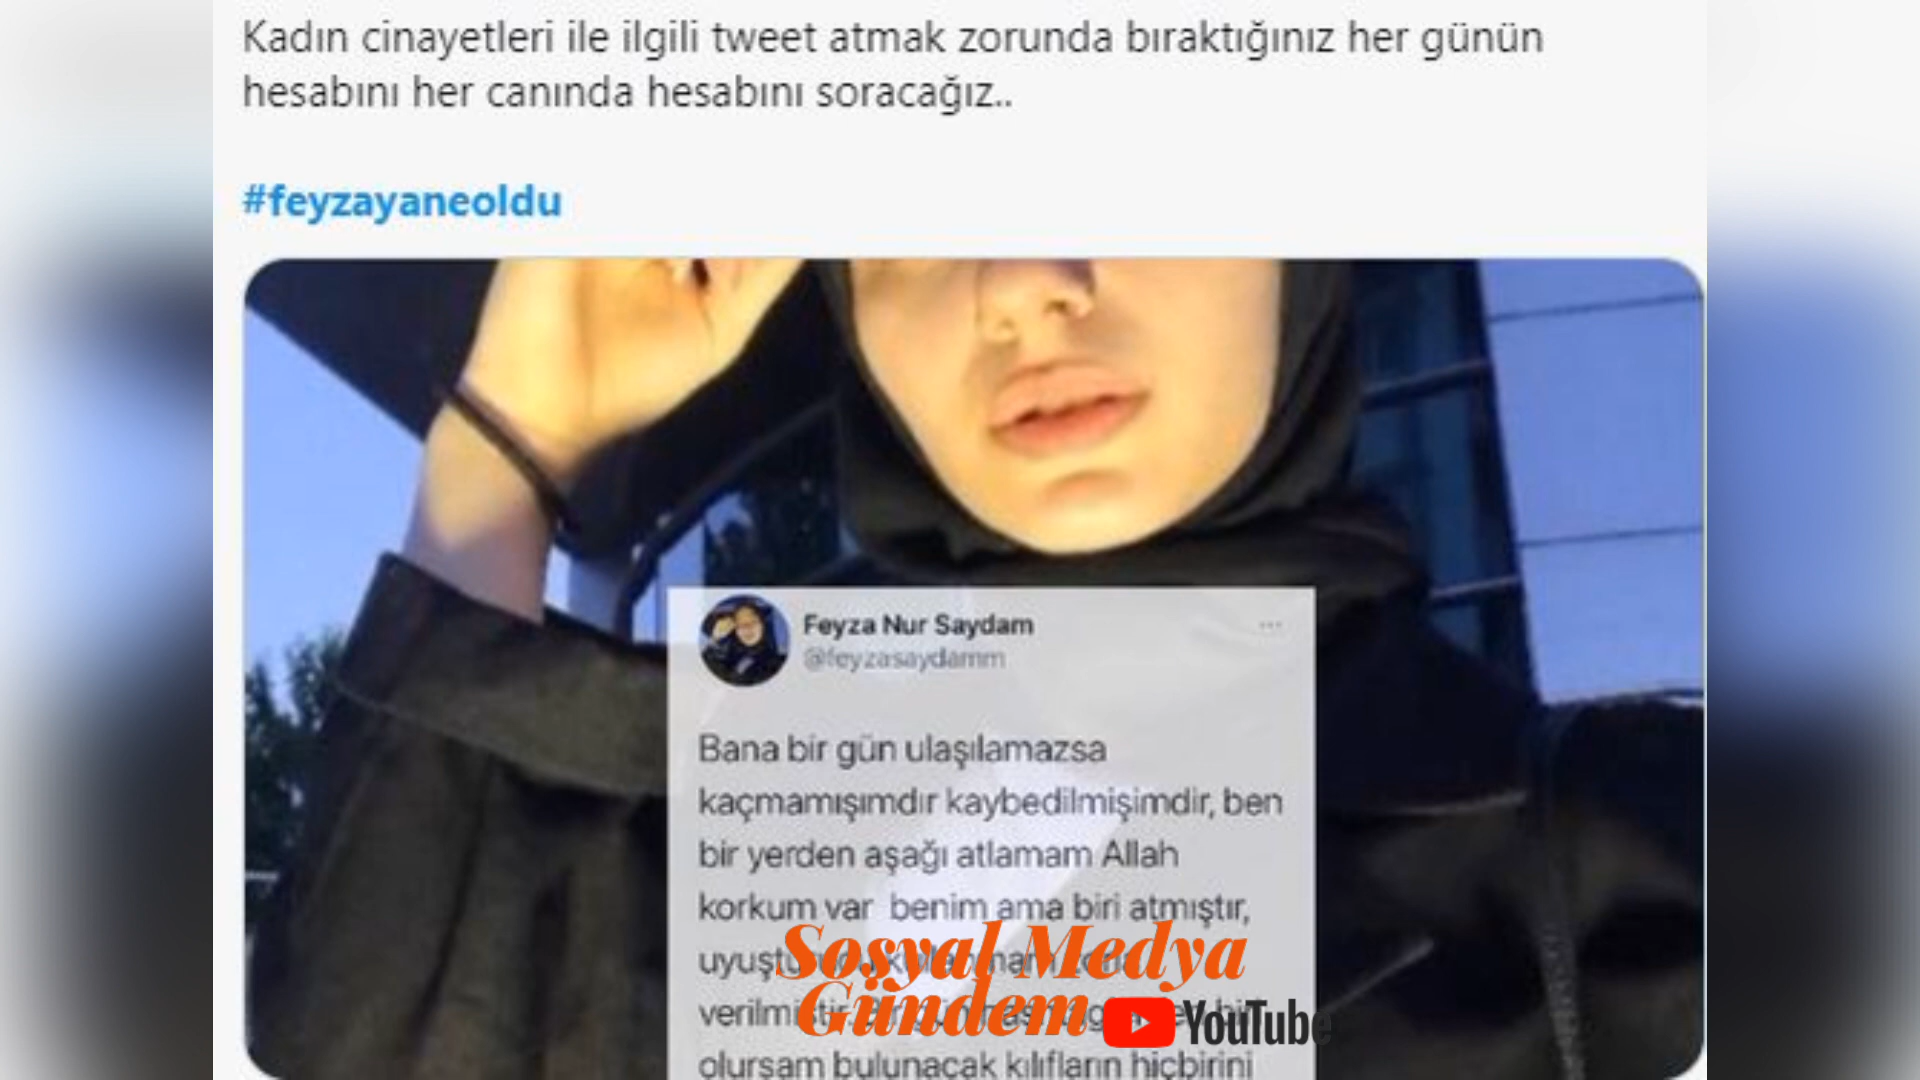 Kadın cinayetleri ile ilgili tweet atmak zorunda bıraktığınız her günün
hesabını her canında hesabını soracağız..
#feyzayaneoldu
Feyza Nur Saydam
@feyzasaydamm
Bana bir gün ulaşılamazsa
kaçmamışımdır kaybedilmişimdir, ben
bir yerden aşağı atlamam Allah
korkum var benim ama biri atmıştır,
Sosyal Medya
Gündem
YouTube
olursam bulunacak kılıfların hiçbirini